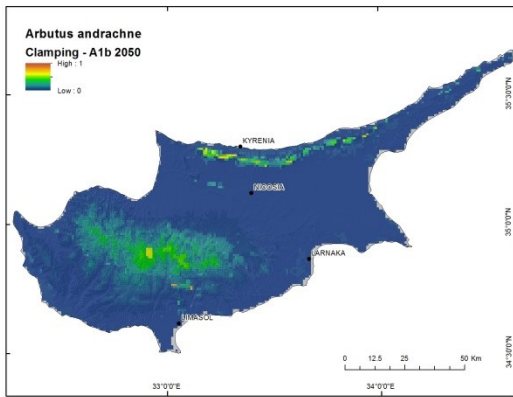 Arbutus andrachne
Clamping - A1b 2050
High : 1
Low : 0
KYRENIA
NICOSIA
LARNAKA
LIMASOL
35°30'0"N
35°0'0"N
34°30'0"N
0 12.5 25 50 Km
33°0'0"E 34°0'0"E